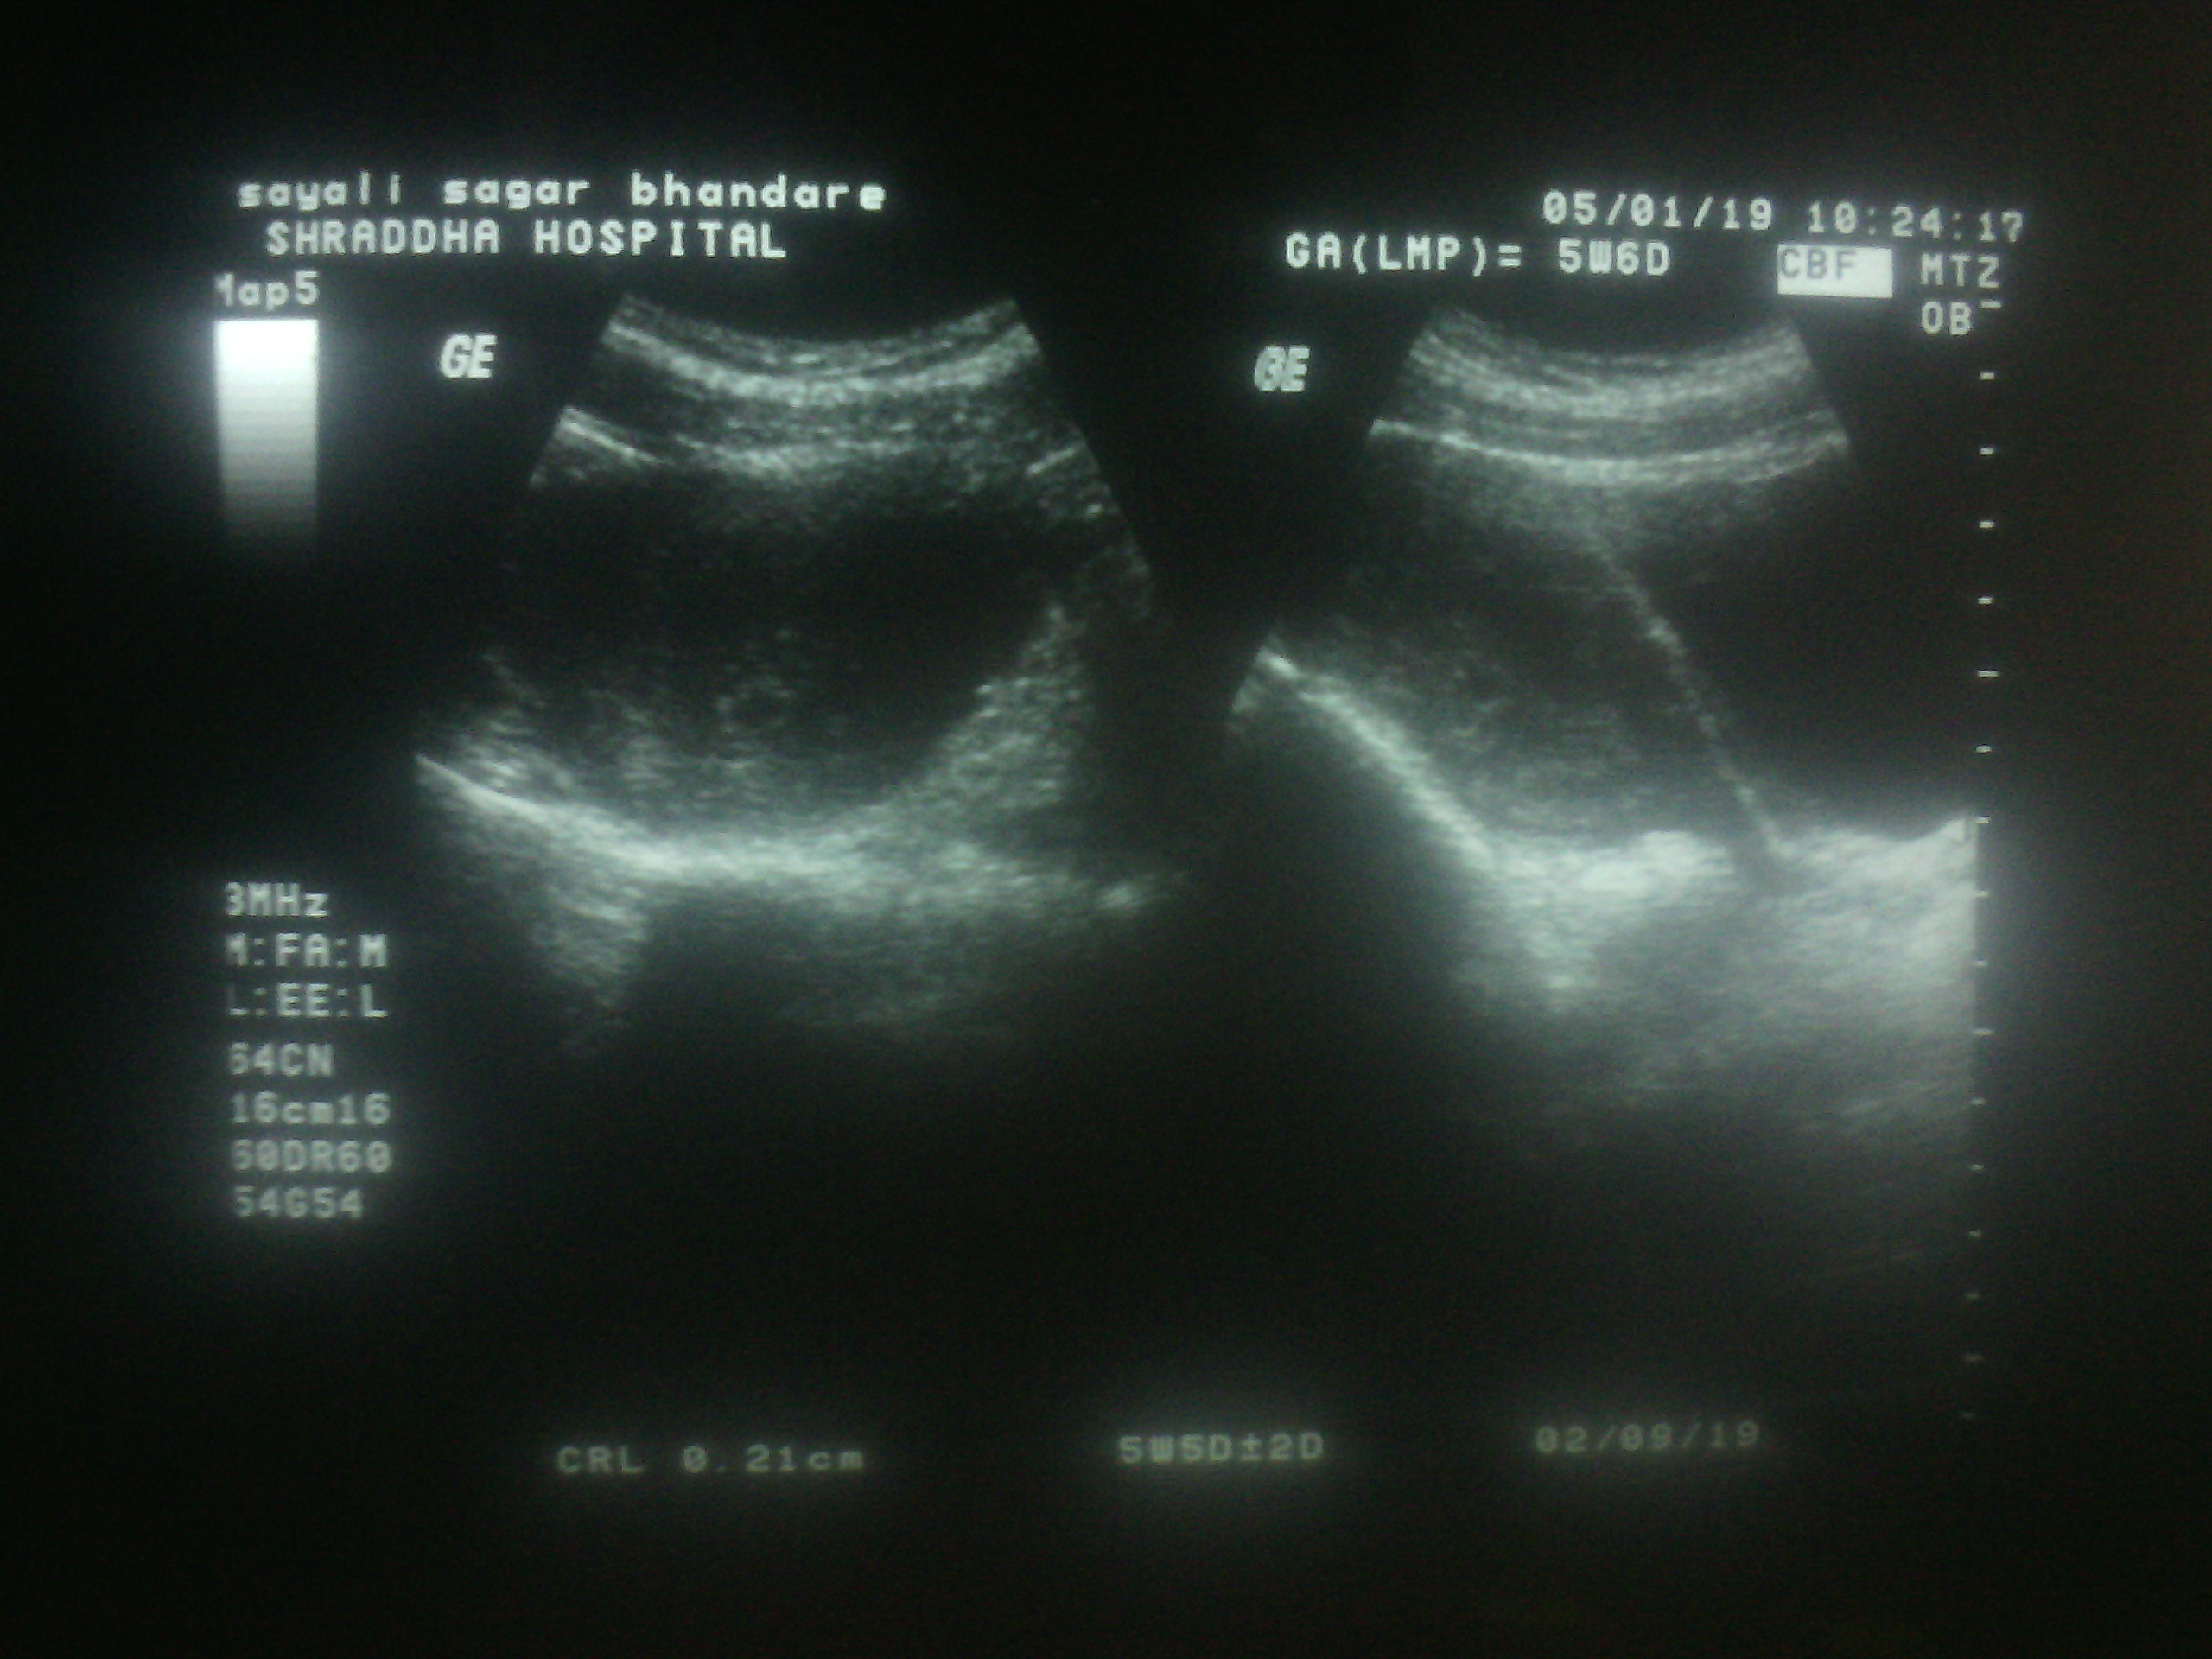 sayali sagar bhandare
SHRADDHA HOSPITAL
05/01/19 10:24:17
GA(LMP)= 5W6D
CBF
MTZ
OB
Map5
GE
GE
3MHz
M:FA:M
L:EE:L
64CN
16cm16
60DR60
54G54
CRL 0.21cm
5W5D±2D
02/09/19